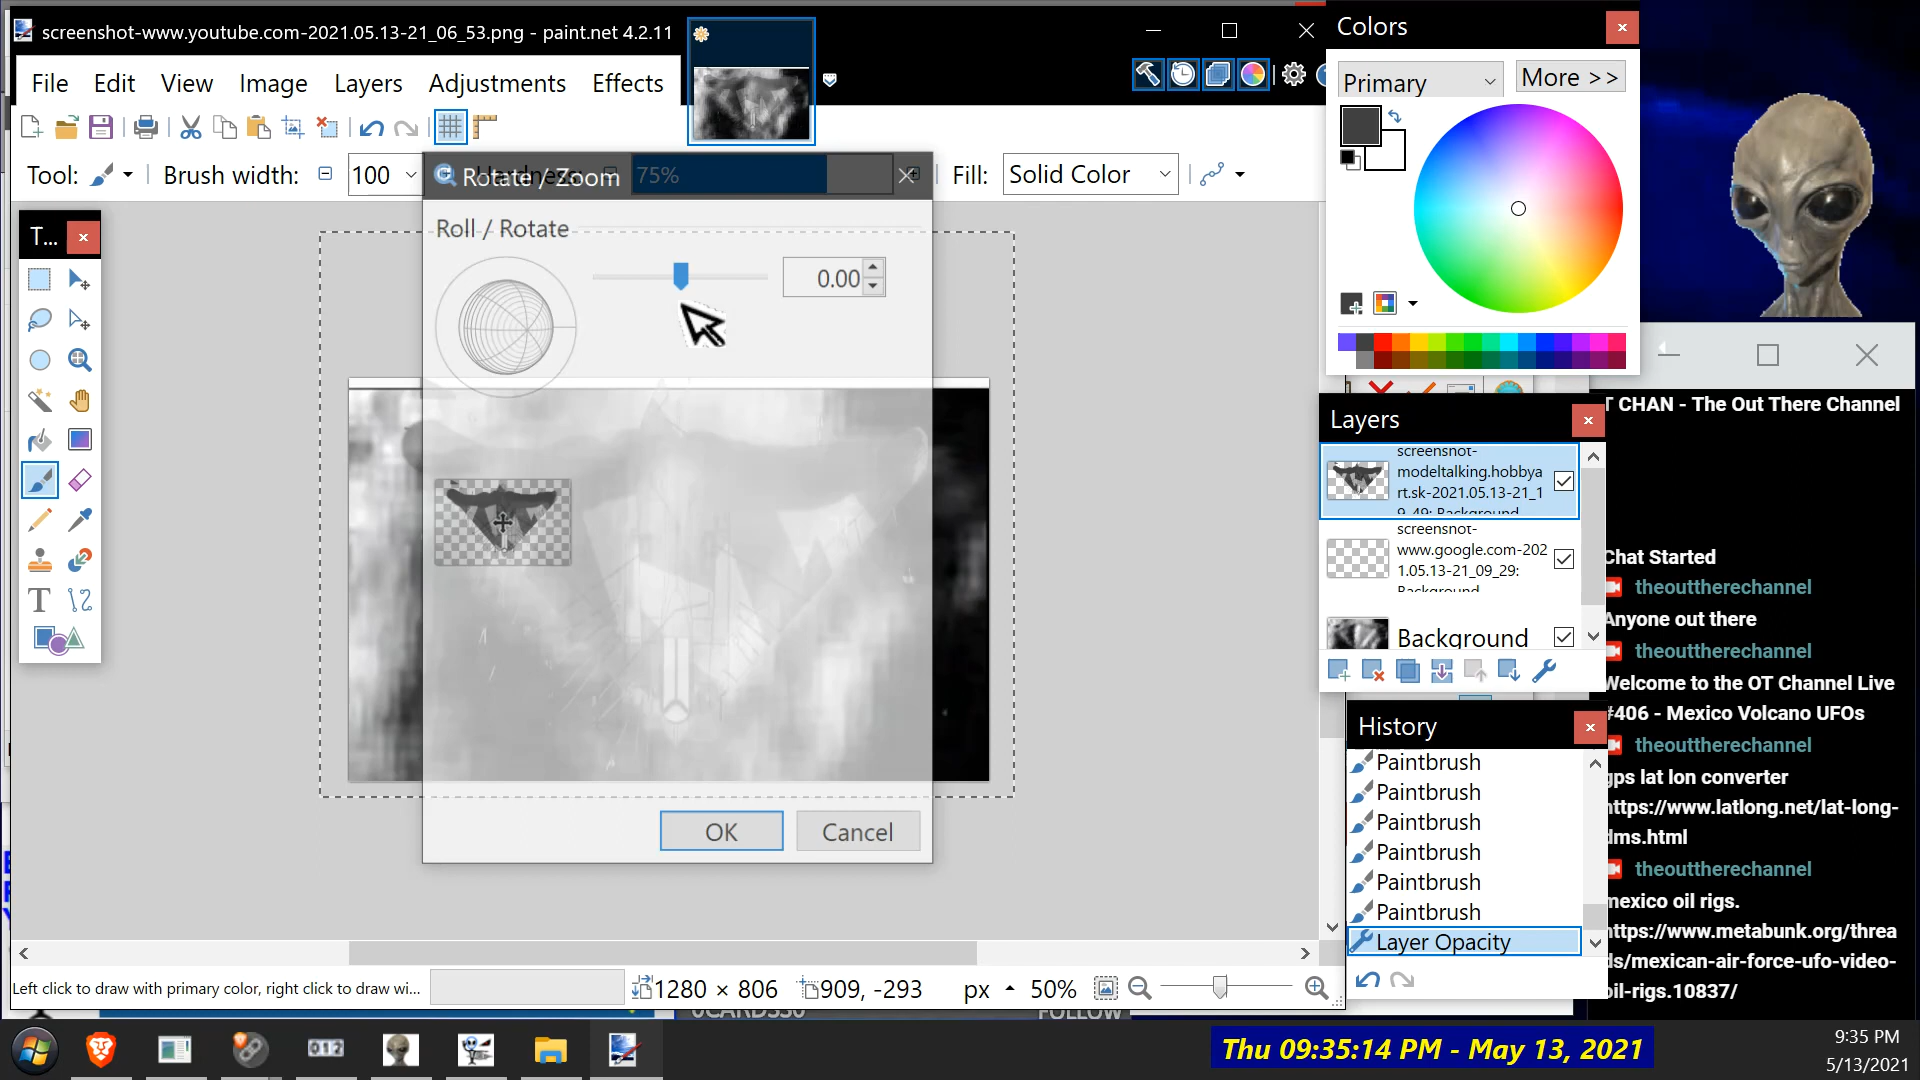 screenshot-www.youtube.com-2021.05.13-21_06_53.png - paint.net 4.2.11
File Edit View Image Layers Adjustments Effects
Tool: Brush width: 100 75% Fill: Solid Color
Rotate / Zoom
Roll / Rotate
0.00
OK Cancel
T...
Colors
Primary More >>
Layers
screenshot-
modeltalking.hobbya
rt.sk-2021.05.13-21_1
9_49: Background
screenshot-
www.google.com-202
1.05.13-21_09_29:
Background
Background
History
Paintbrush
Paintbrush
Paintbrush
Paintbrush
Paintbrush
Paintbrush
Layer Opacity
T CHAN - The Out There Channel
Chat Started
theouttherechannel
Anyone out there
theouttherechannel
Welcome to the OT Channel Live
#406 - Mexico Volcano UFOs
theouttherechannel
gps lat lon converter
https://www.latlong.net/lat-long-
dms.html
theouttherechannel
mexico oil rigs.
https://www.metabunk.org/threa
ds/mexican-air-force-ufo-video-
oil-rigs.10837/
Left click to draw with primary color, right click to draw wi...
1280 × 806 909, -293 px 50%
FOLLOW
012
Thu 09:35:14 PM - May 13, 2021
9:35 PM
5/13/2021